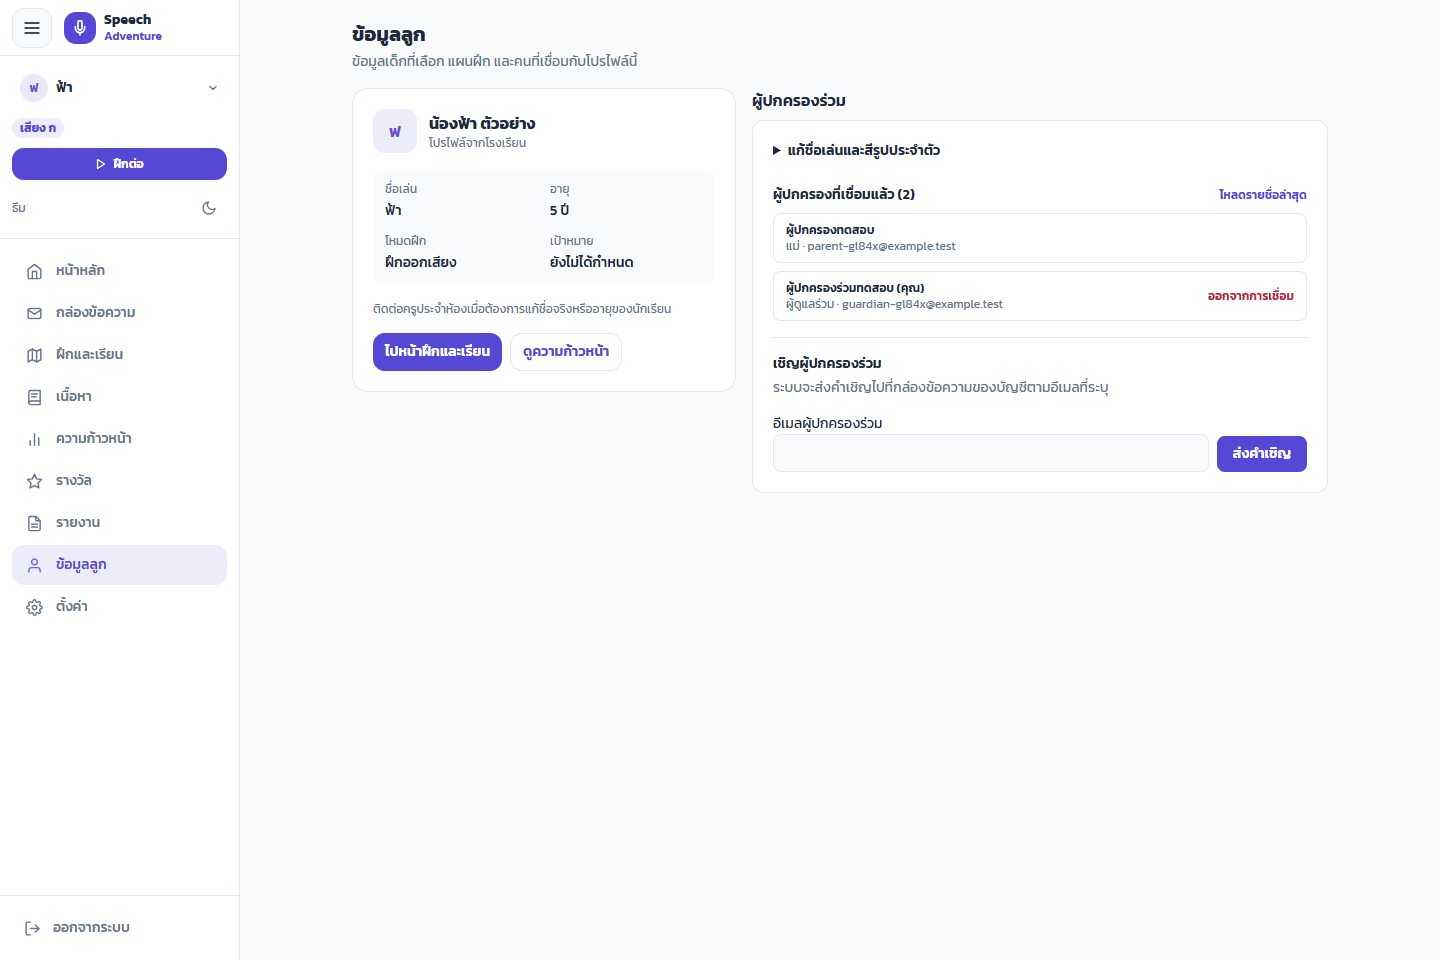 Speech
Adventure
ฟ
ฟ้า
เสียง ก
ฝึกต่อ
ธีม
หน้าหลัก
กล่องข้อความ
ฝึกและเรียน
เนื้อหา
ความก้าวหน้า
รางวัล
รายงาน
ข้อมูลลูก
ตั้งค่า
ออกจากระบบ
ข้อมูลลูก
ข้อมูลเด็กที่เลือก แผนฝึก และคนที่เชื่อมกับโปรไฟล์นี้
ฟ
น้องฟ้า ตัวอย่าง
โปรไฟล์จากโรงเรียน
ชื่อเล่น
ฟ้า
อายุ
5 ปี
โหมดฝึก
ฝึกออกเสียง
เป้าหมาย
ยังไม่ได้กำหนด
ติดต่อครูประจำห้องเมื่อต้องการแก้ชื่อจริงหรืออายุของนักเรียน
ไปหน้าฝึกและเรียน
ดูความก้าวหน้า
ผู้ปกครองร่วม
แก้ชื่อเล่นและสีรูปประจำตัว
ผู้ปกครองที่เชื่อมแล้ว (2)
โหลดรายชื่อล่าสุด
ผู้ปกครองทดสอบ
แม่ · parent-gl84x@example.test
ผู้ปกครองร่วมทดสอบ (คุณ)
ผู้ดูแลร่วม · guardian-gl84x@example.test
ออกจากการเชื่อม
เชิญผู้ปกครองร่วม
ระบบจะส่งคำเชิญไปที่กล่องข้อความของบัญชีตามอีเมลที่ระบุ
อีเมลผู้ปกครองร่วม
ส่งคำเชิญ